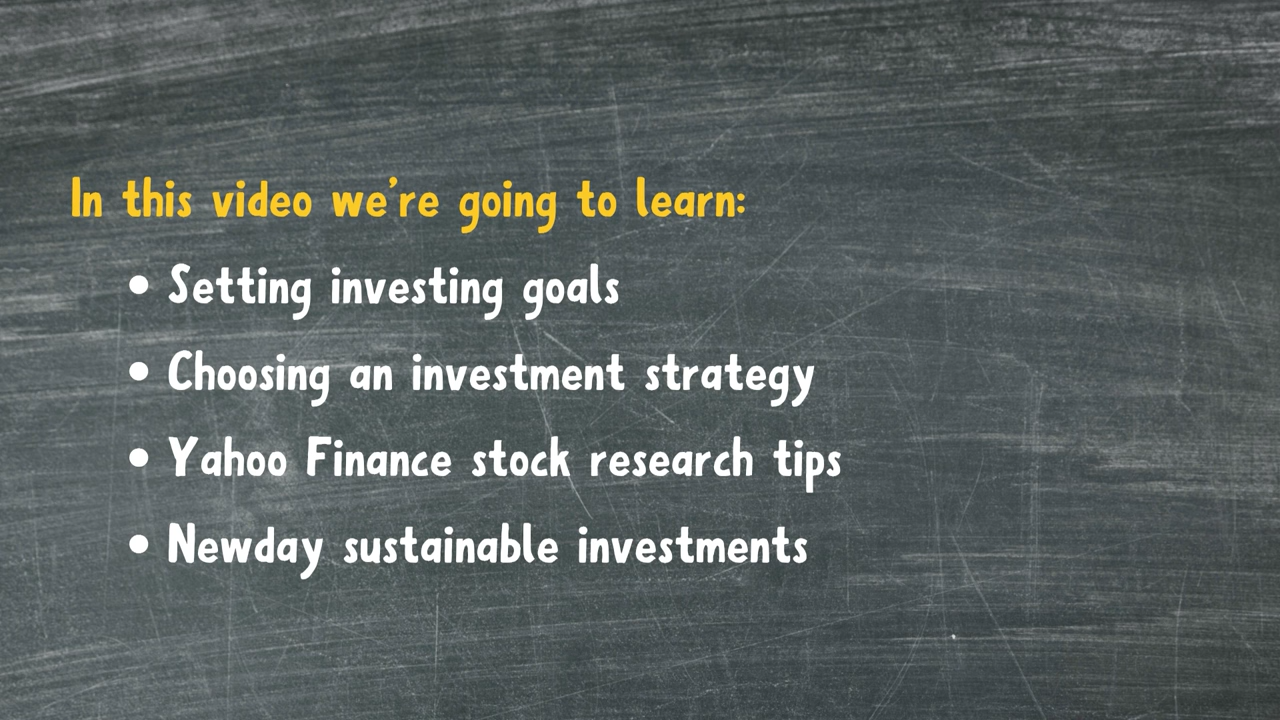 In this video we're going to learn:
• Setting investing goals
• Choosing an investment strategy
• Yahoo Finance stock research tips
• Newday sustainable investments